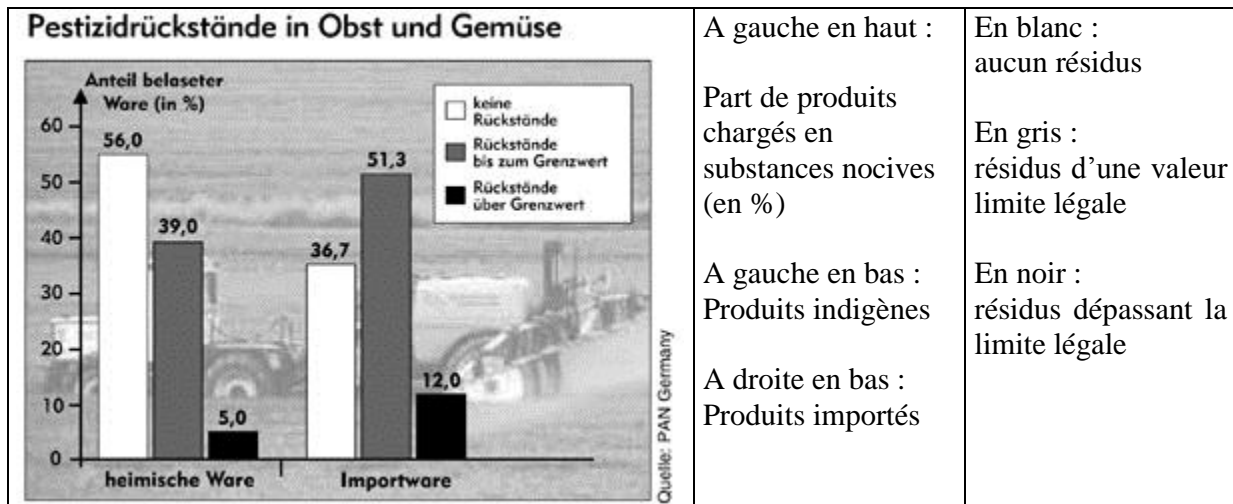 Pestizidrückstände in Obst und Gemüse
Anteil belaseter
Ware (in %)
60
50
40
30
20
10
0
56,0
39,0
5,0
36,7
51,3
12,0
keine
Rückstände
Rückstände
bis zum Grenzwert
Rückstände
über Grenzwert
heimische Ware
Importware
Quelle: PAN Germany
A gauche en haut :
Part de produits
chargés en
substances nocives
(en %)
A gauche en bas :
Produits indigènes
A droite en bas :
Produits importés
En blanc :
aucun résidus
En gris :
résidus d’une valeur
limite légale
En noir :
résidus dépassant la
limite légale